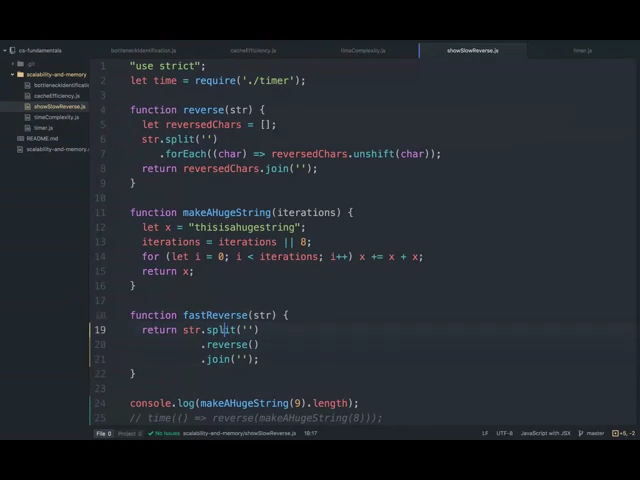 ca-fundamentals
bottleneckIdentification.js
cacheEfficiency.js
timeComplexity.js
showSlowReverse.js
timer.js
.git
scalability-and-memory
bottleneckIdentificatio
cacheEfficiency.js
showSlowReverse.js
timeComplexity.js
timer.js
README.md
scalability-and-memory.
1 "use strict";
2 let time = require('./timer');
3
4 function reverse(str) {
5 let reversedChars = [];
6 str.split('')
7 .forEach((char) => reversedChars.unshift(char));
8 return reversedChars.join('');
9 }
10
11 function makeAHugeString(iterations) {
12 let x = "thisisahugestring";
13 iterations = iterations || 8;
14 for (let i = 0; i < iterations; i++) x += x + x;
15 return x;
16 }
17
18 function fastReverse(str) {
19 return str.split('')
20 .reverse()
21 .join('');
22 }
23
24 console.log(makeAHugeString(9).length);
25 // time(() => reverse(makeAHugeString(8)));
File 0 Project 0 No Issues scalability-and-memory/showSlowReverse.js 19:17 LF UTF-8 JavaScript with JSX master +5, -2